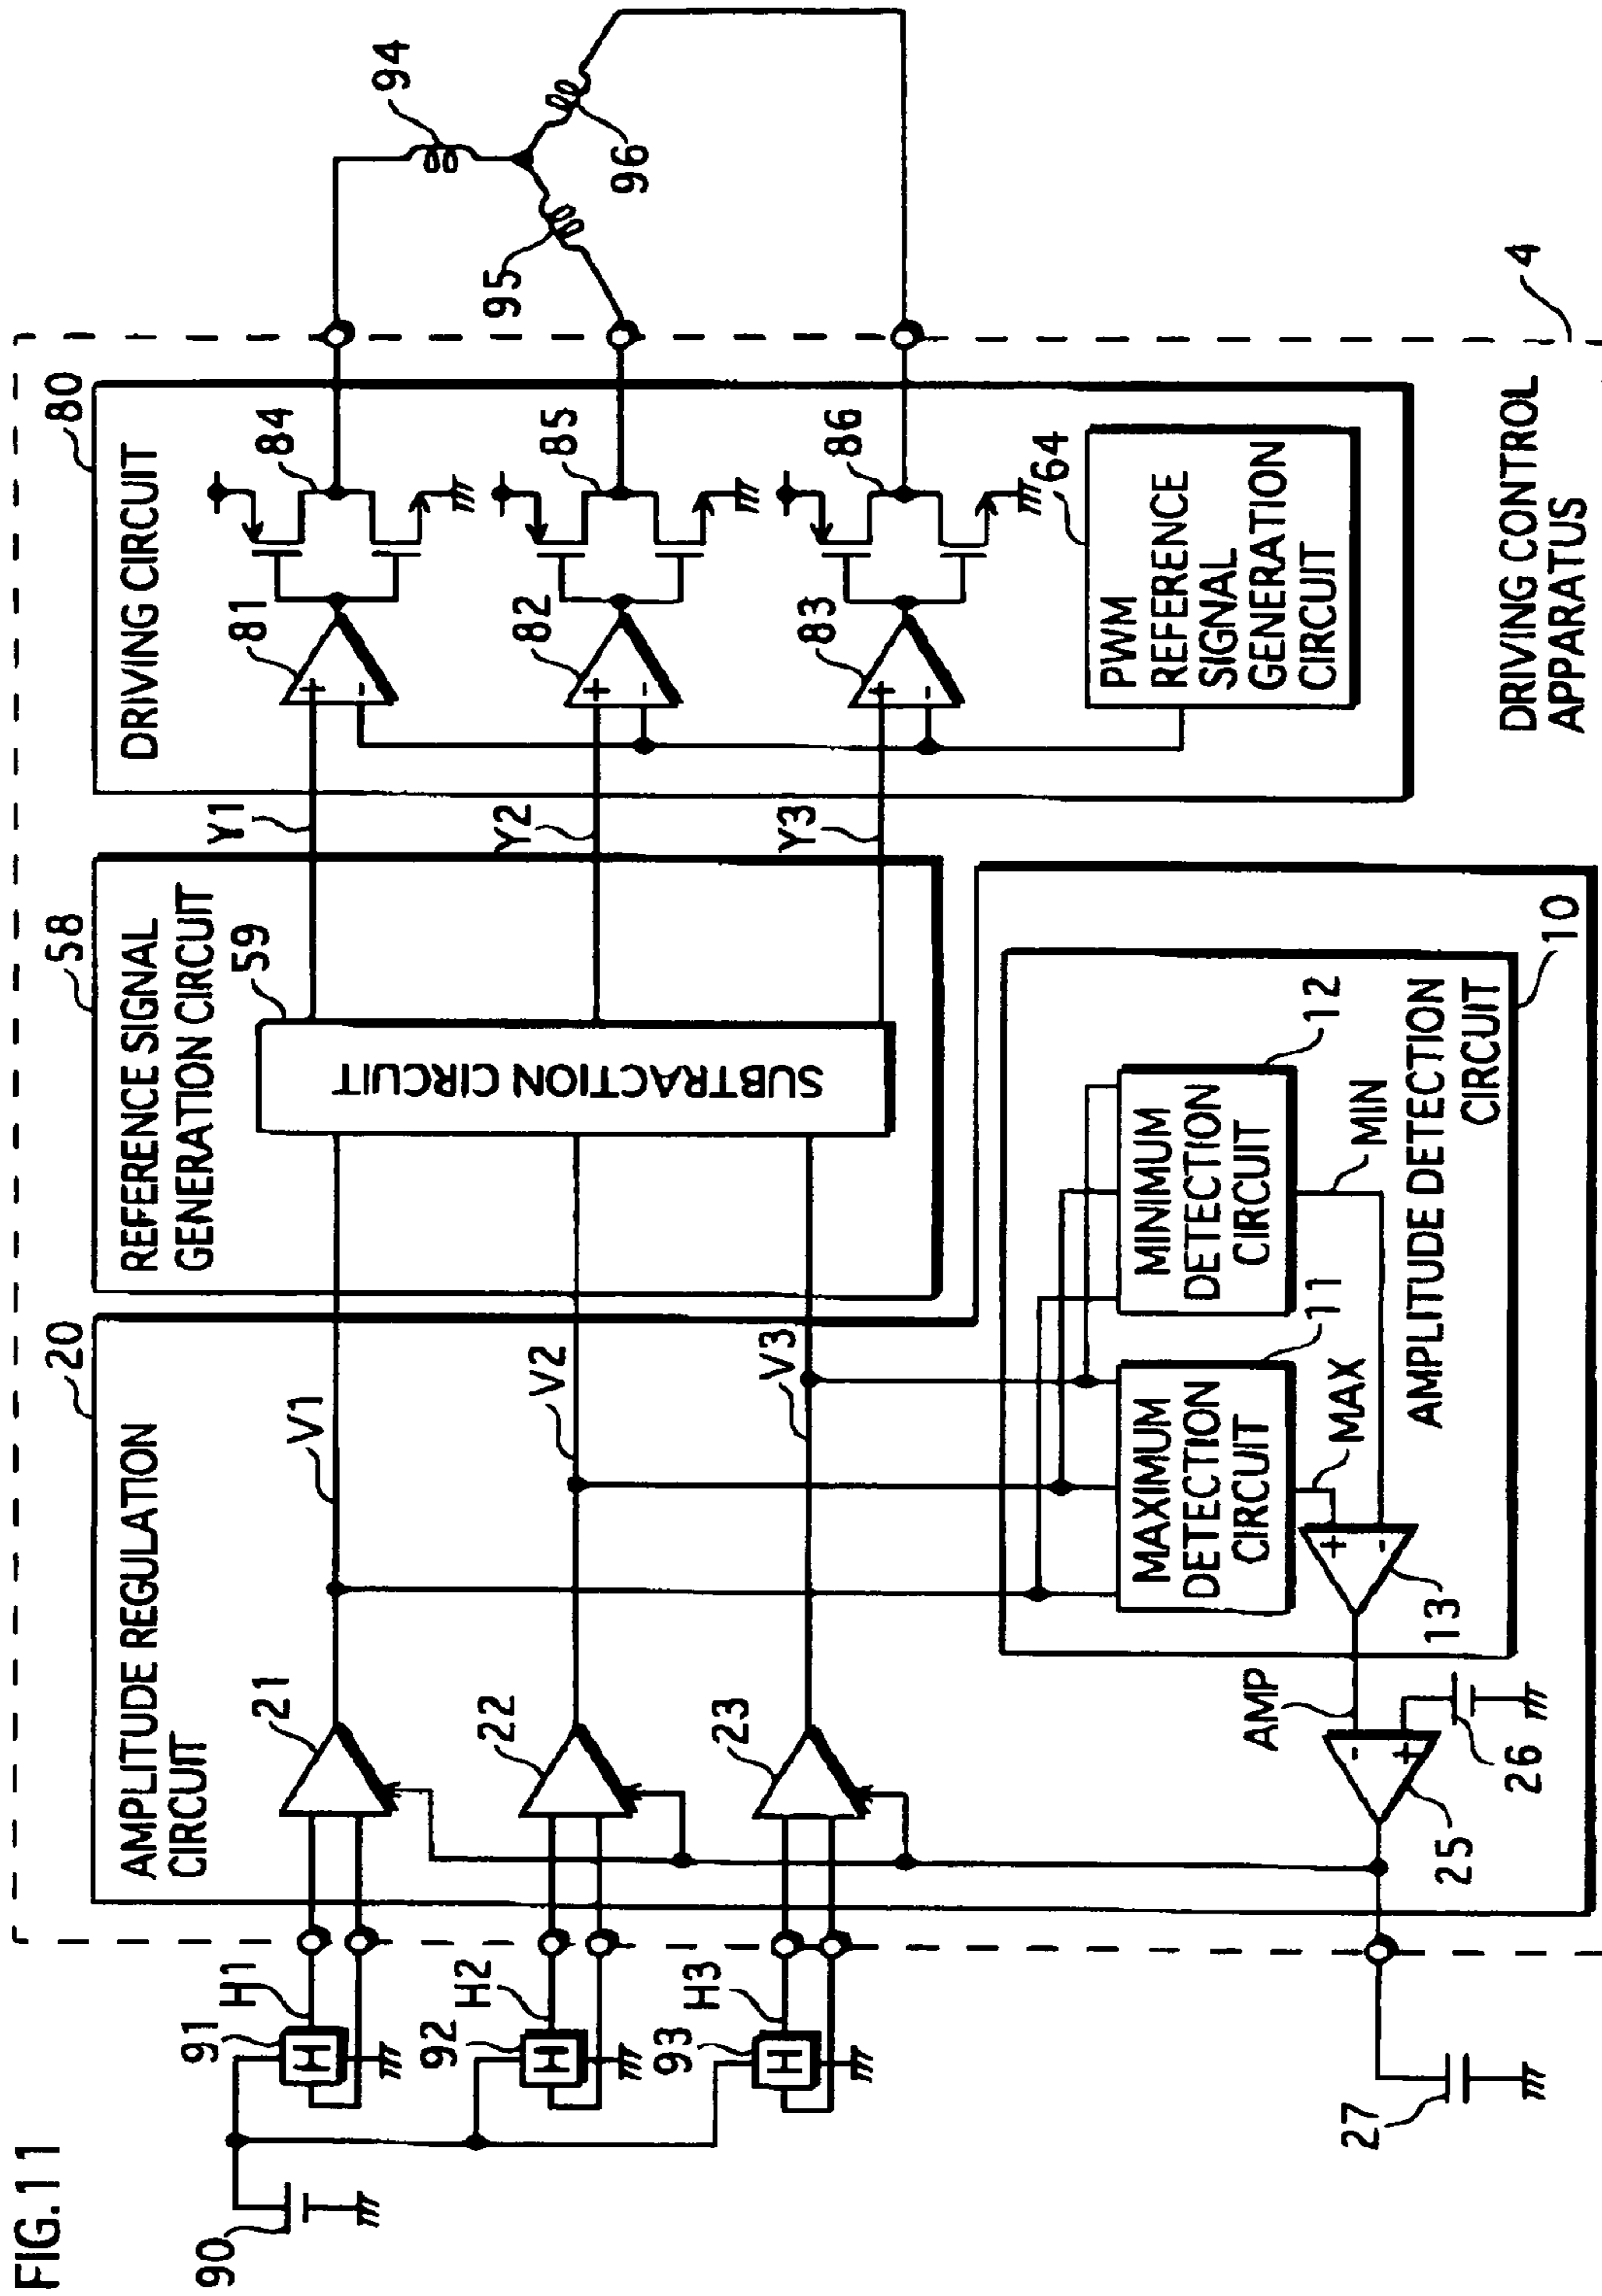 FIG.11
DRIVING CONTROL
APPARATUS
4
AMPLITUDE REGULATION
CIRCUIT
20
REFERENCE SIGNAL
GENERATION CIRCUIT
58
DRIVING CIRCUIT
80
90
91
H1
92
H2
93
H3
21
22
23
V1
V2
V3
SUBTRACTION CIRCUIT
59
Y1
Y2
Y3
81
+
-
82
+
-
83
+
-
84
85
86
PWM
REFERENCE
SIGNAL
GENERATION
CIRCUIT
64
94
95
96
27
25
-
+
26
AMP
13
+
-
MAX
MIN
MAXIMUM
DETECTION
CIRCUIT
11
MINIMUM
DETECTION
CIRCUIT
12
AMPLITUDE DETECTION
CIRCUIT
10
H
H
H